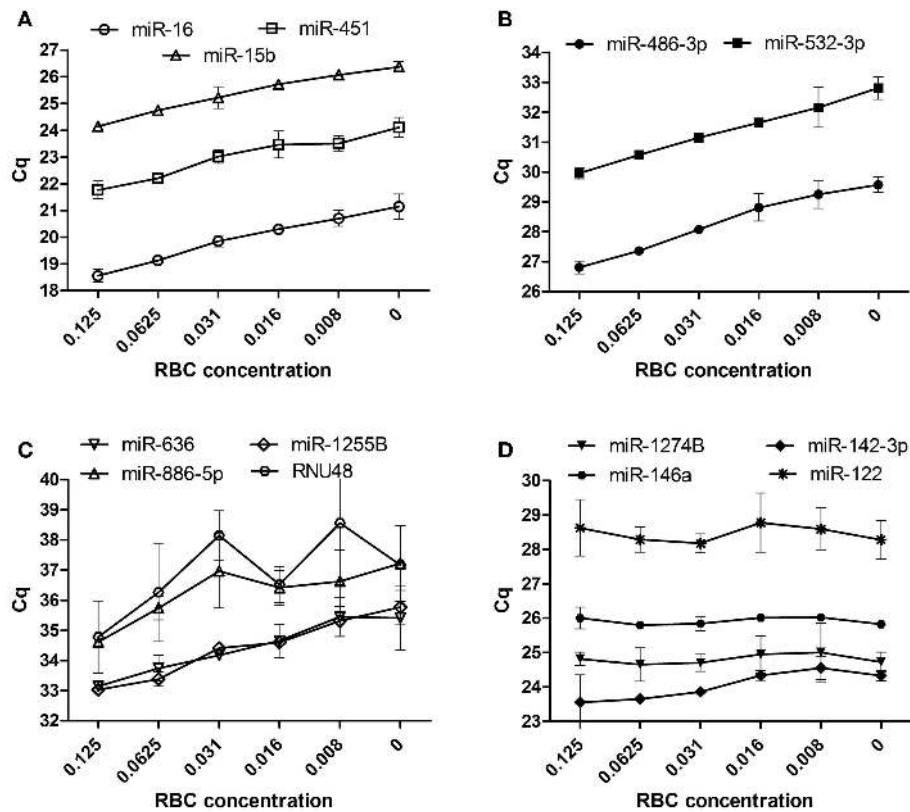 A
miR-16
miR-451
miR-15b
27
26
25
24
23
22
21
20
19
18
Cq
0.125
0.0625
0.031
0.016
0.008
0
RBC concentration
B
miR-486-3p
miR-532-3p
34
33
32
31
30
29
28
27
26
Cq
0.125
0.0625
0.031
0.016
0.008
0
RBC concentration
C
miR-636
miR-1255B
miR-886-5p
RNU48
40
39
38
37
36
35
34
33
32
Cq
0.125
0.0625
0.031
0.016
0.008
0
RBC concentration
D
miR-1274B
miR-142-3p
miR-146a
miR-122
30
29
28
27
26
25
24
23
Cq
0.125
0.0625
0.031
0.016
0.008
0
RBC concentration